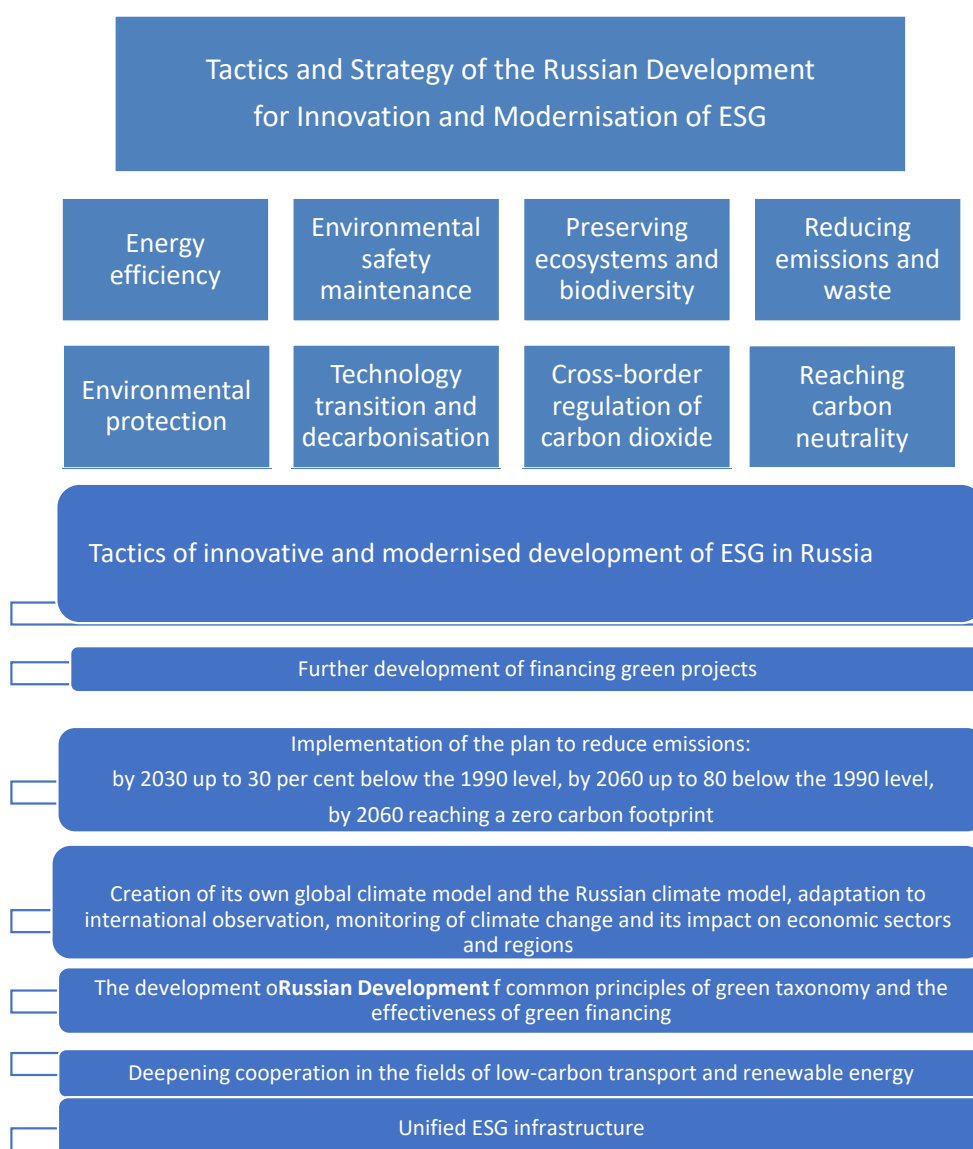 Tactics and Strategy of the Russian Development
for Innovation and Modernisation of ESG
Energy
efficiency
Environmental
safety
maintenance
Preserving
ecosystems and
biodiversity
Reducing
emissions and
waste
Environmental
protection
Technology
transition and
decarbonisation
Cross-border
regulation of
carbon dioxide
Reaching
carbon
neutrality
Tactics of innovative and modernised development of ESG in Russia
Further development of financing green projects
Implementation of the plan to reduce emissions:
by 2030 up to 30 per cent below the 1990 level, by 2060 up to 80 below the 1990 level,
by 2060 reaching a zero carbon footprint
Creation of its own global climate model and the Russian climate model, adaptation to
international observation, monitoring of climate change and its impact on economic sectors
and regions
The development oRussian Development f common principles of green taxonomy and the
effectiveness of green financing
Deepening cooperation in the fields of low-carbon transport and renewable energy
Unified ESG infrastructure